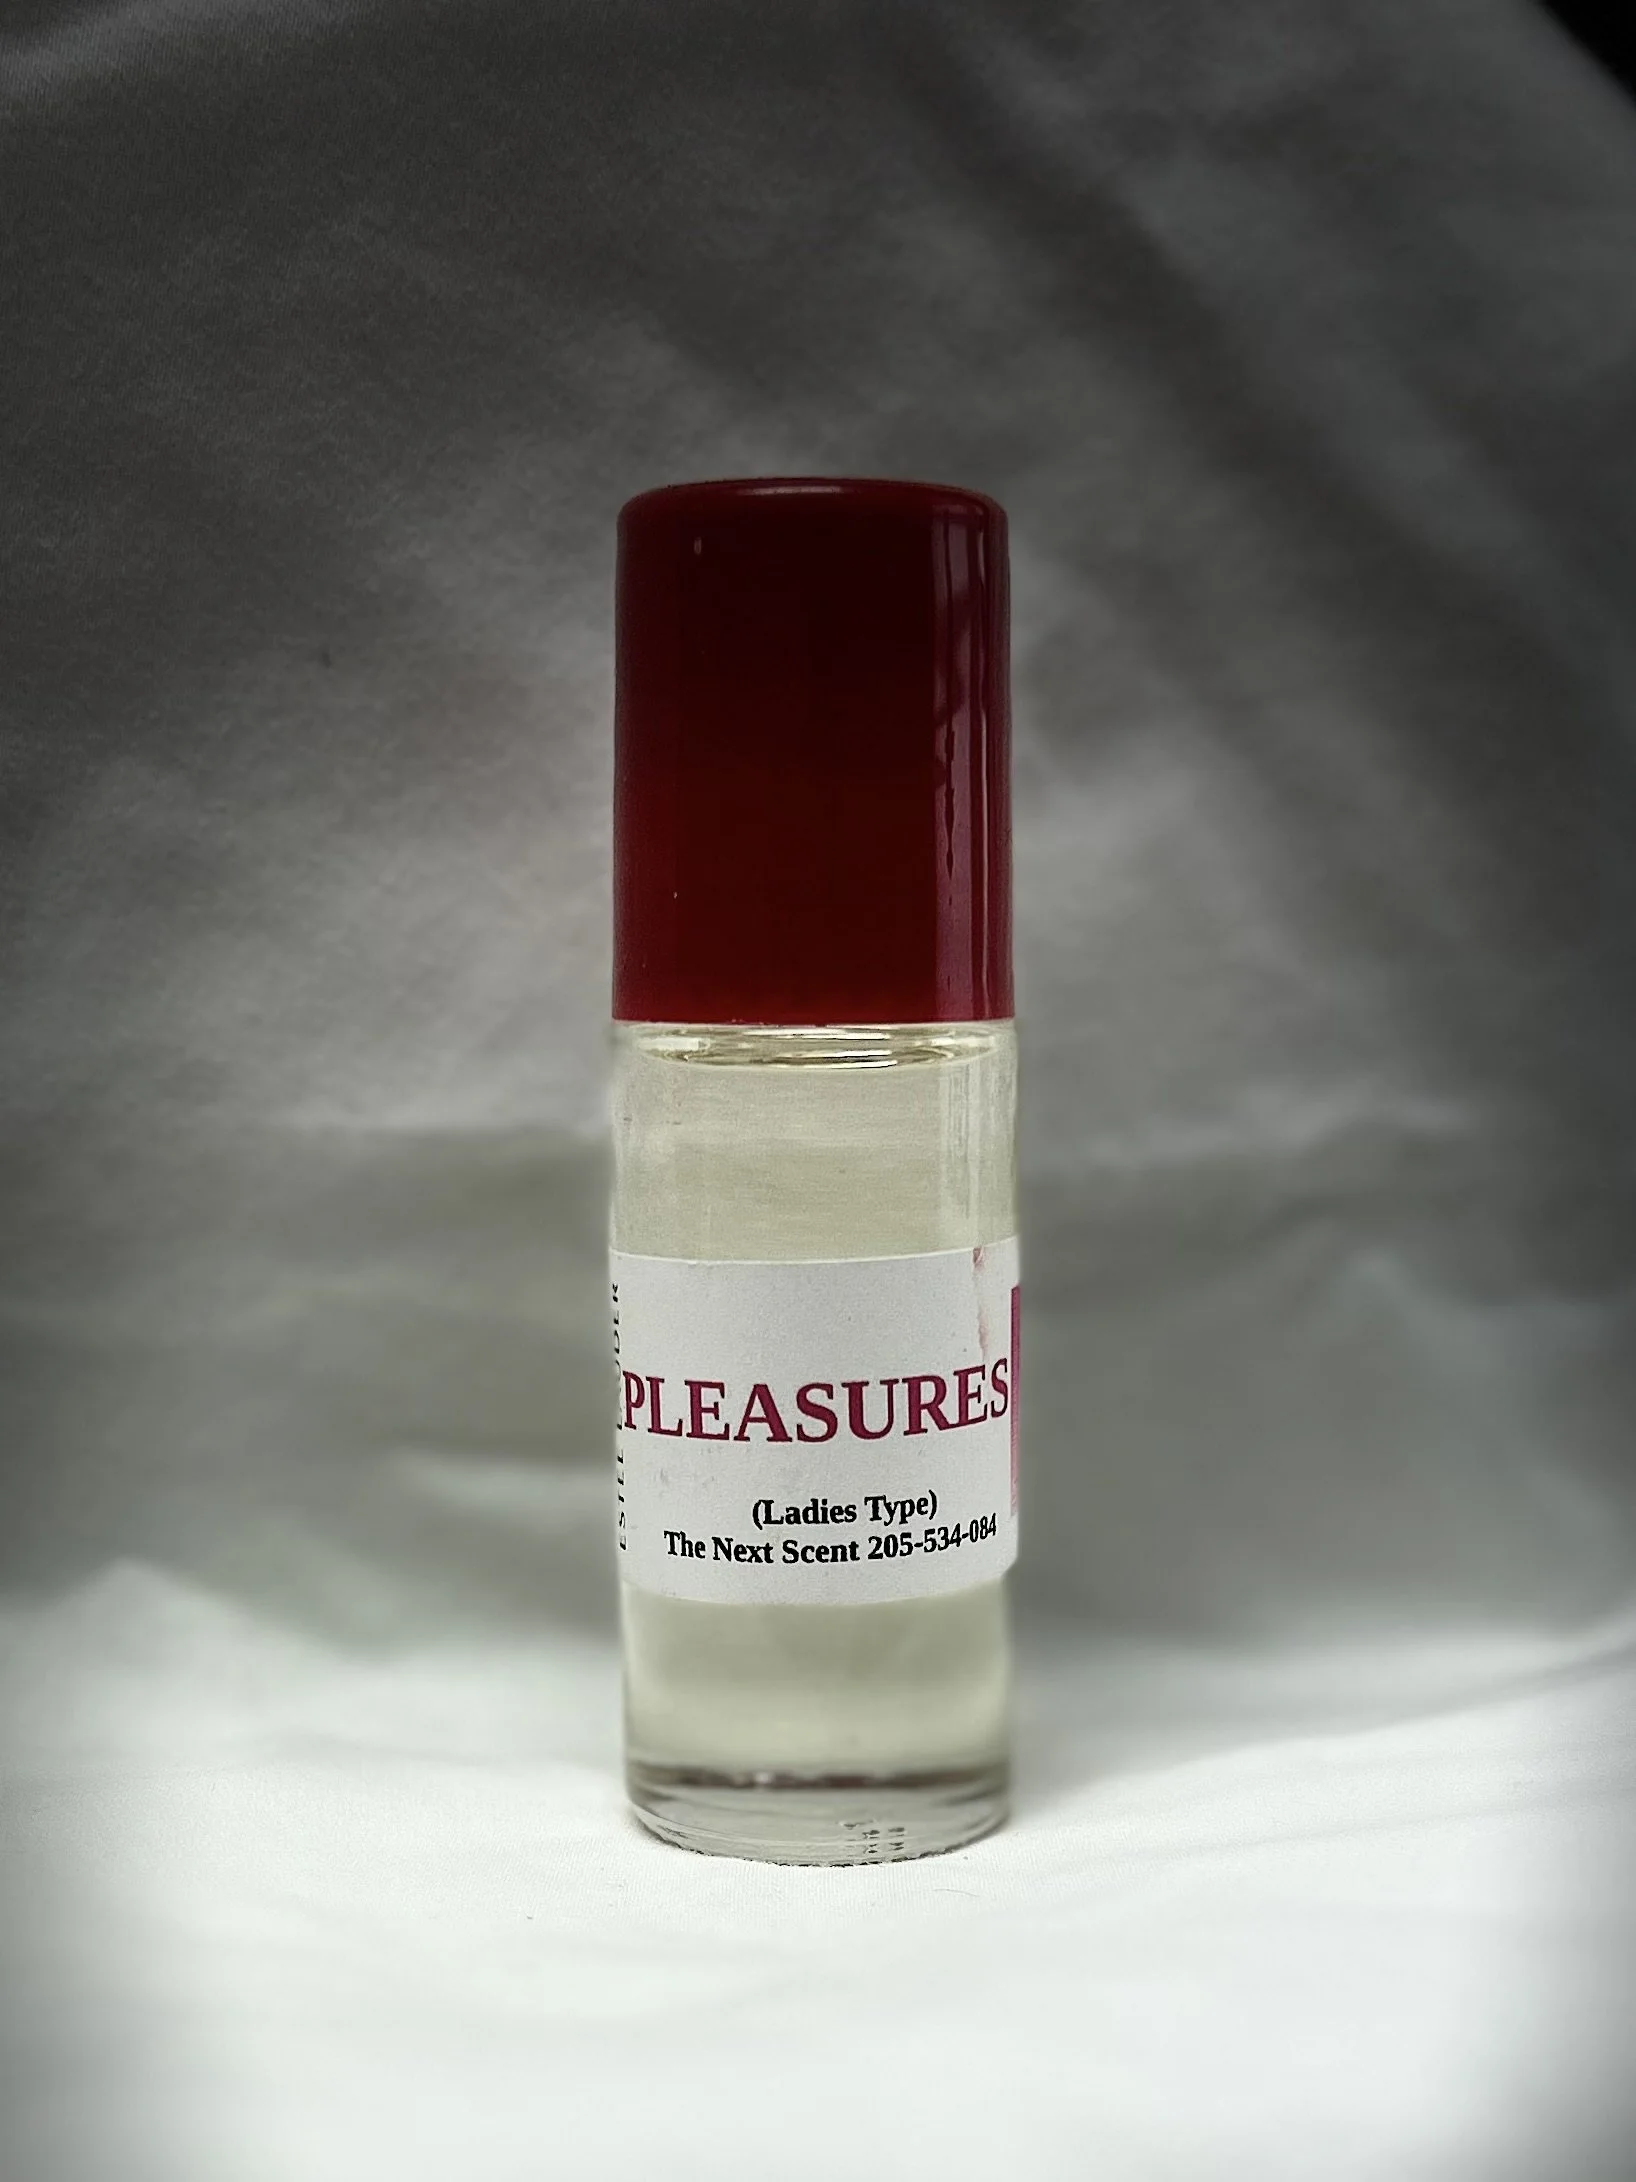 PLEASURES
(Ladies Type)
The Next Scent 205-534-084